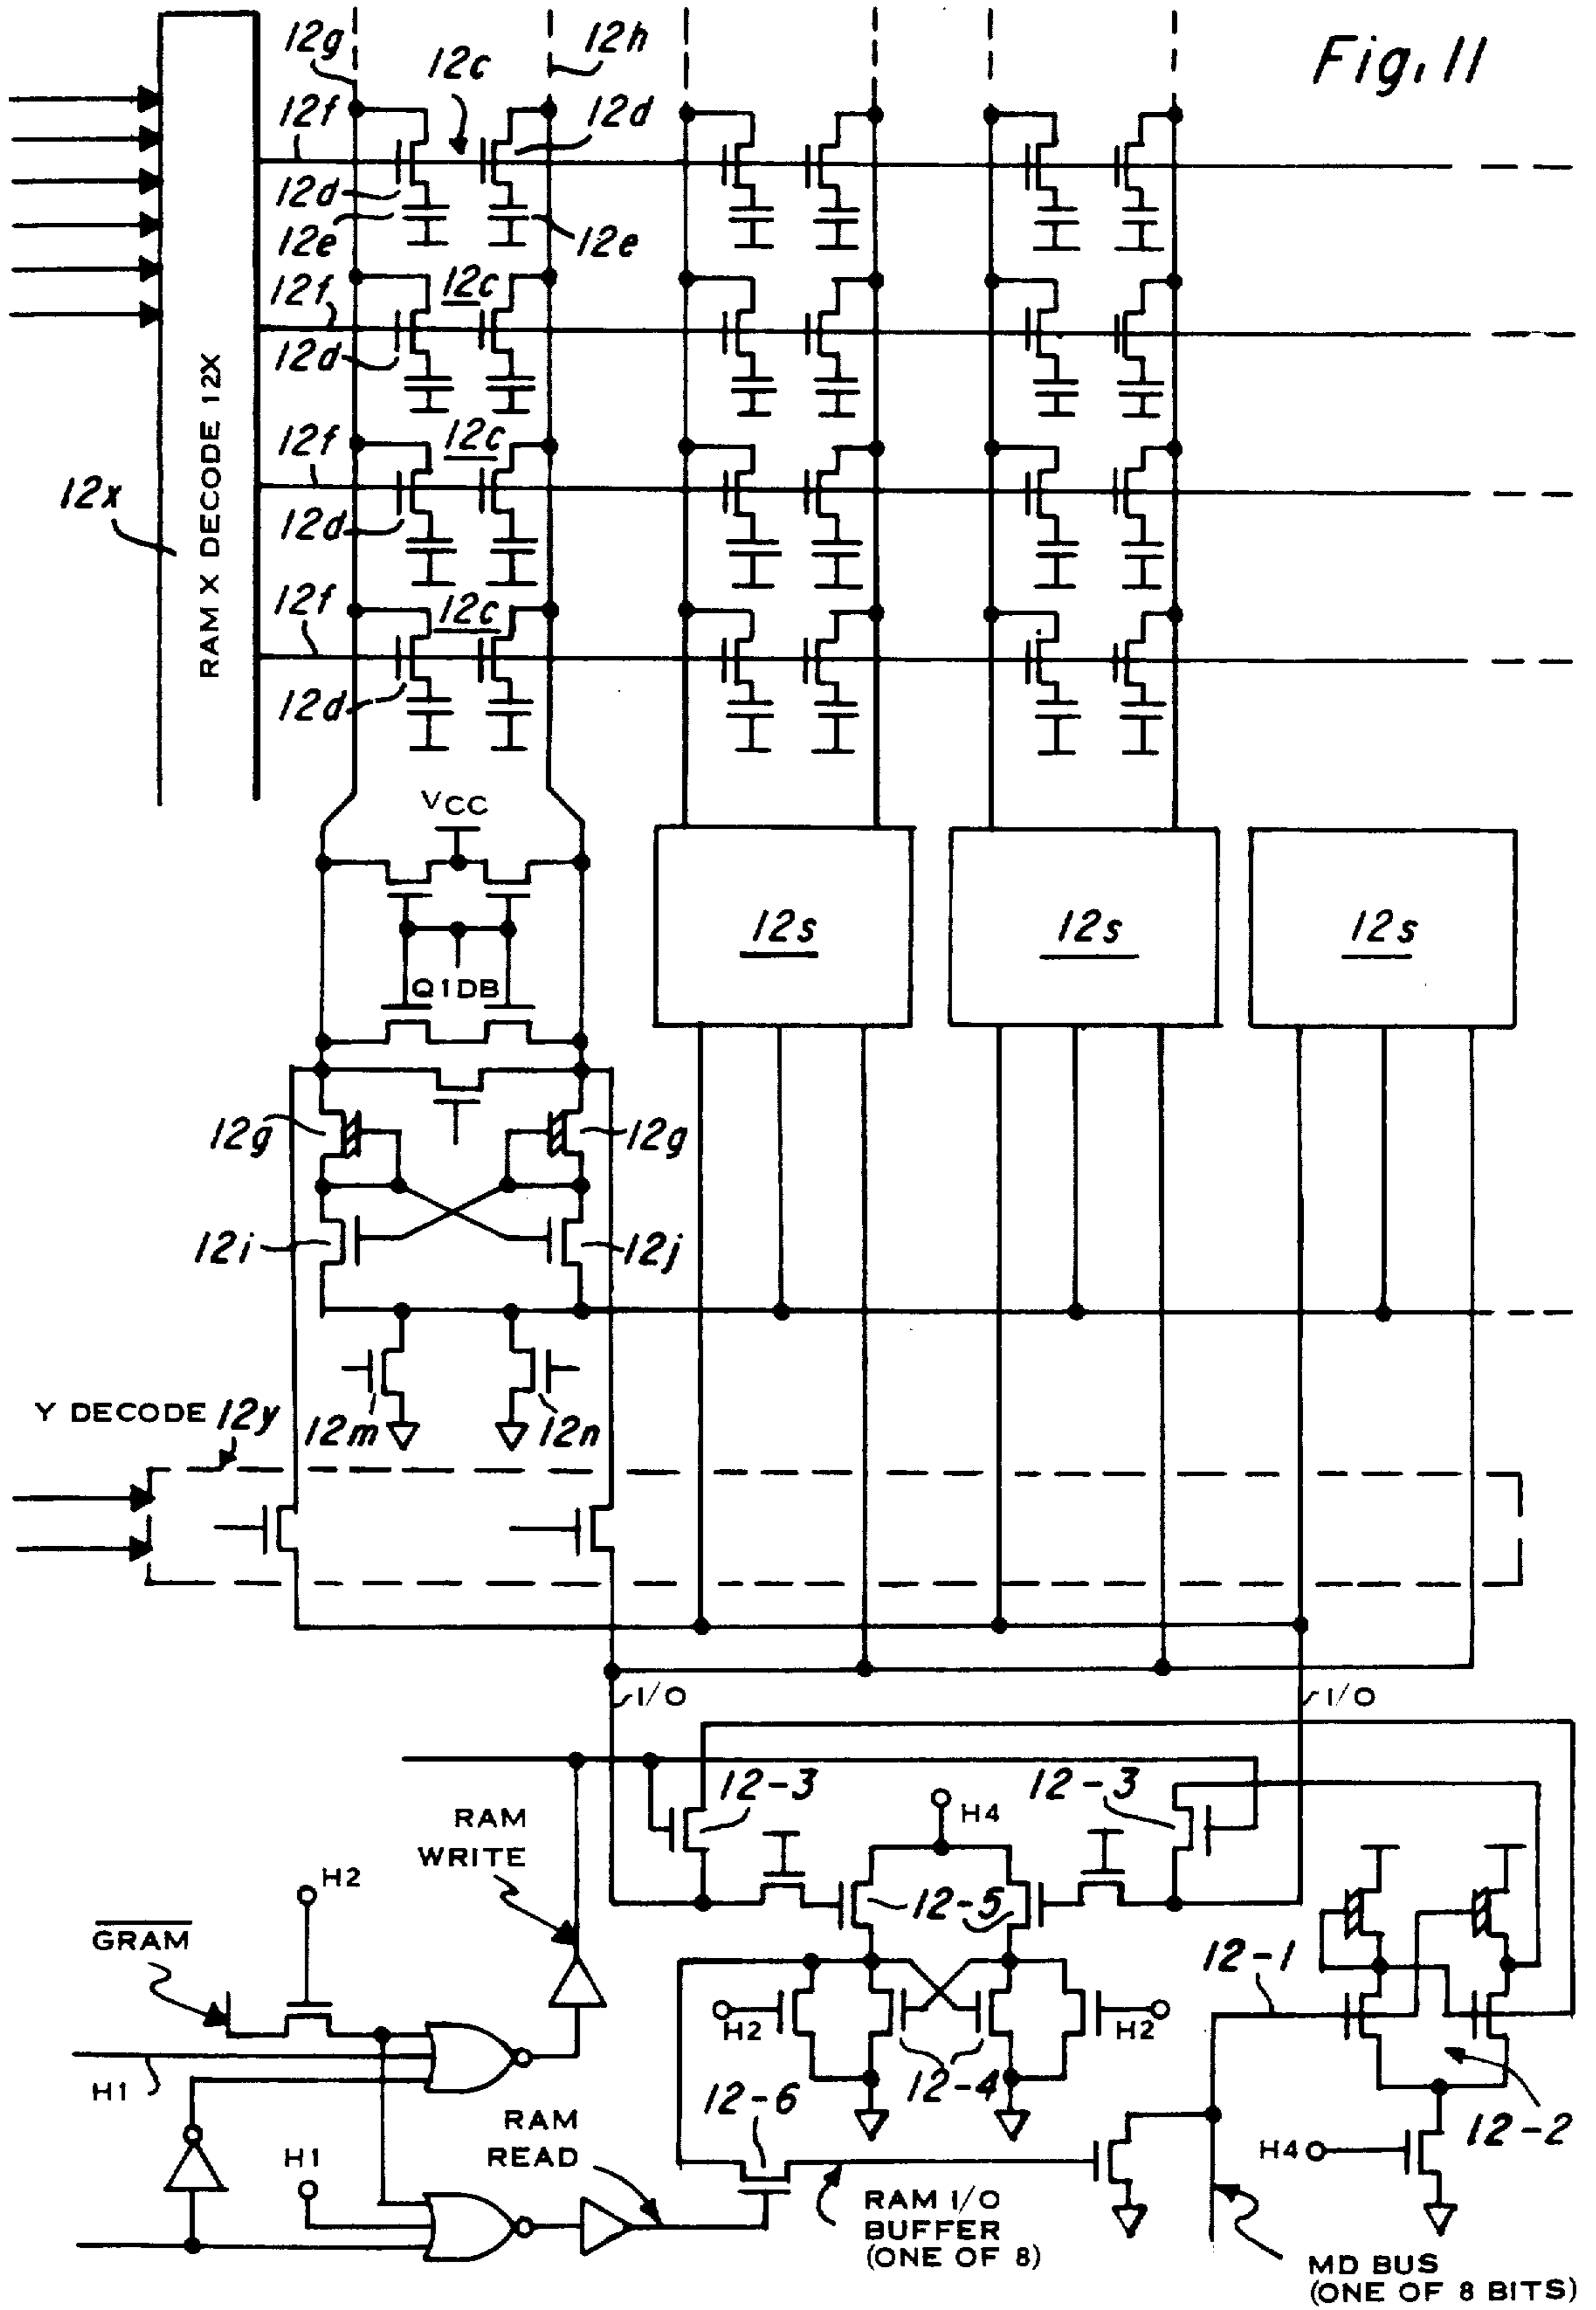 Fig. 11
12g
12c
12h
12f
12d
12d
12e
12e
12f
12c
12d
12f
12c
12d
12f
12c
12d
12x
RAM X DECODE 12X
VCC
Q1DB
12s
12s
12s
12g
12g
12i
12j
12m
12n
Y DECODE 12y
I/O
I/O
12-3
12-3
H4
RAM
WRITE
H2
GRAM
12-5
12-1
H2
H2
H1
12-4
12-6
12-2
RAM
READ
H1
H4
RAM I/O
BUFFER
(ONE OF 8)
MD BUS
(ONE OF 8 BITS)